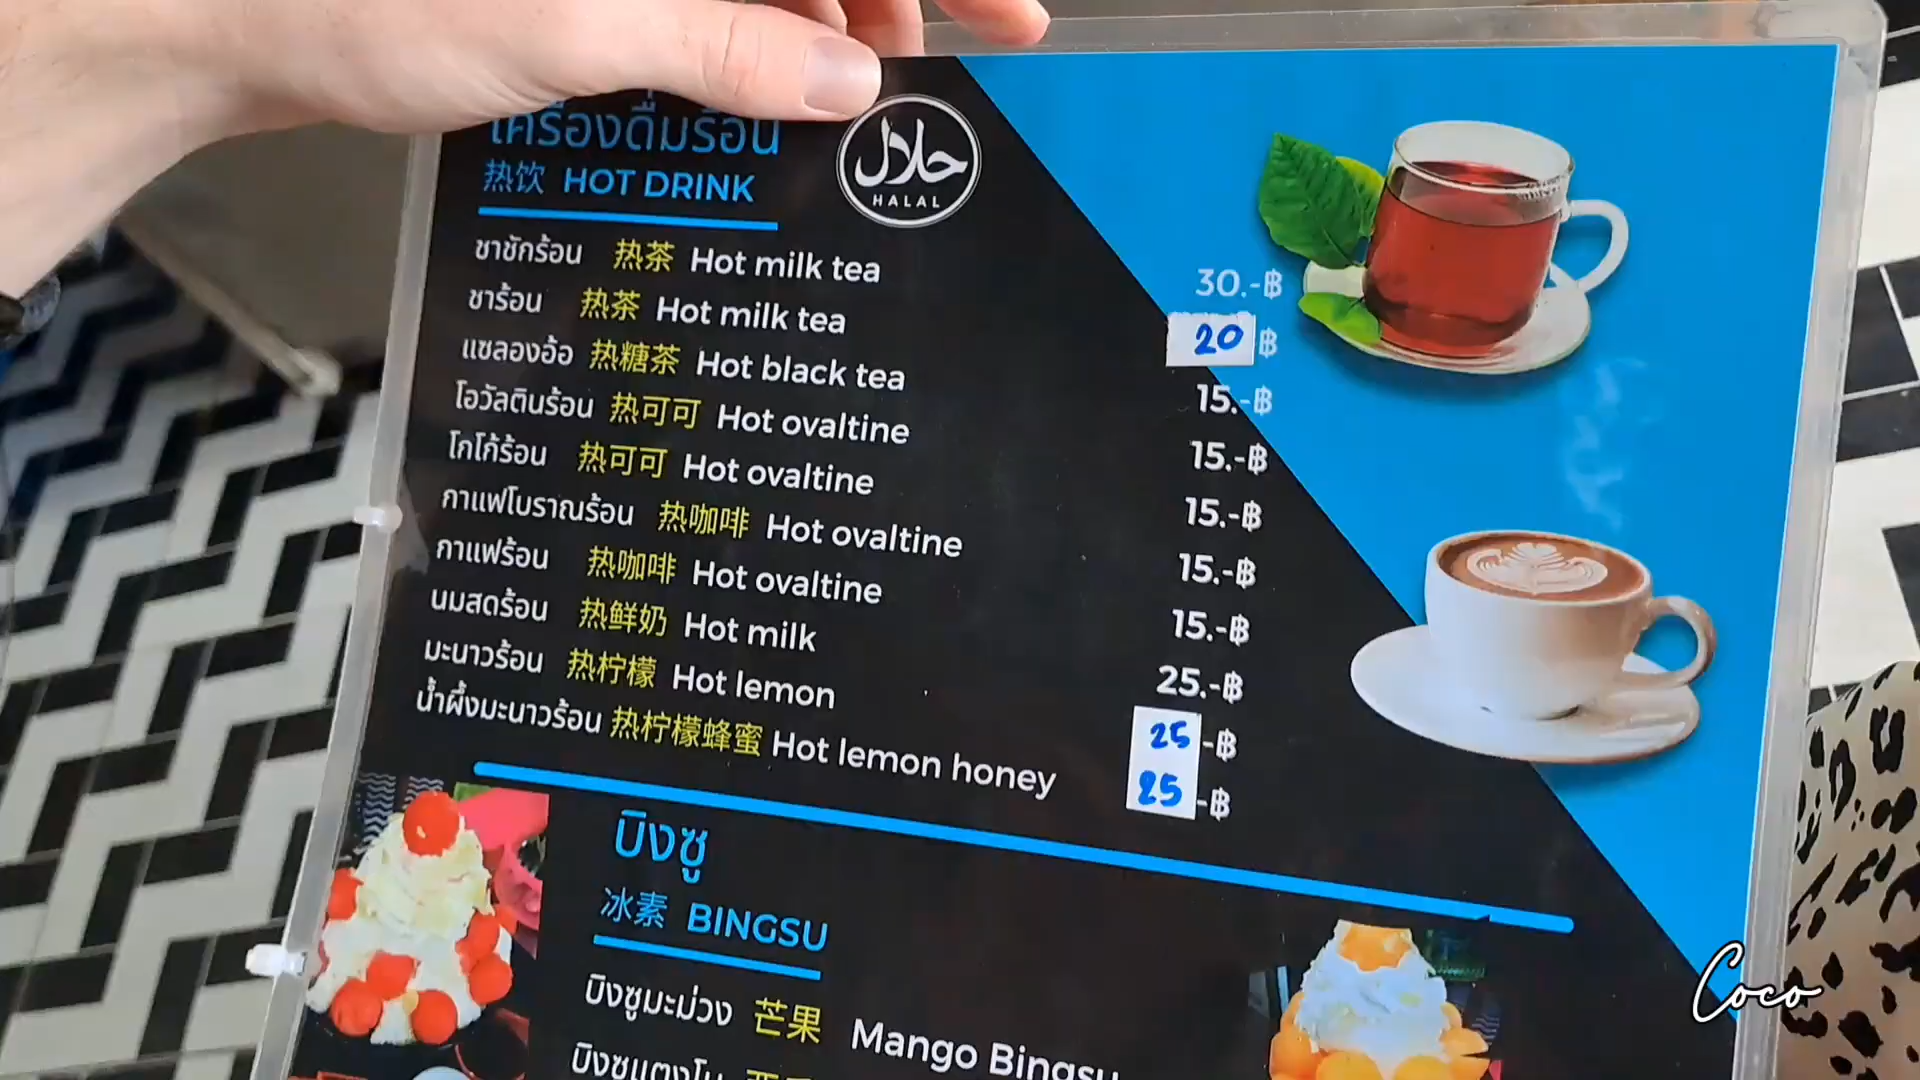 เครื่องดื่มร้อน
热饮 HOT DRINK
حلال
HALAL
ชาชักร้อน 热茶 Hot milk tea 30.-฿
ชาร้อน 热茶 Hot milk tea 20 ฿
แซลองอ้อ 热糖茶 Hot black tea 15.-฿
โอวัลตินร้อน 热可可 Hot ovaltine 15.-฿
โกโก้ร้อน 热可可 Hot ovaltine 15.-฿
กาแฟโบราณร้อน 热咖啡 Hot ovaltine 15.-฿
กาแฟร้อน 热咖啡 Hot ovaltine 15.-฿
นมสดร้อน 热鲜奶 Hot milk 25.-฿
มะนาวร้อน 热柠檬 Hot lemon 25 -฿
น้ำผึ้งมะนาวร้อน 热柠檬蜂蜜 Hot lemon honey 25 -฿
บิงซู
冰素 BINGSU
บิงซูมะม่วง 芒果 Mango Bingsu
Coco